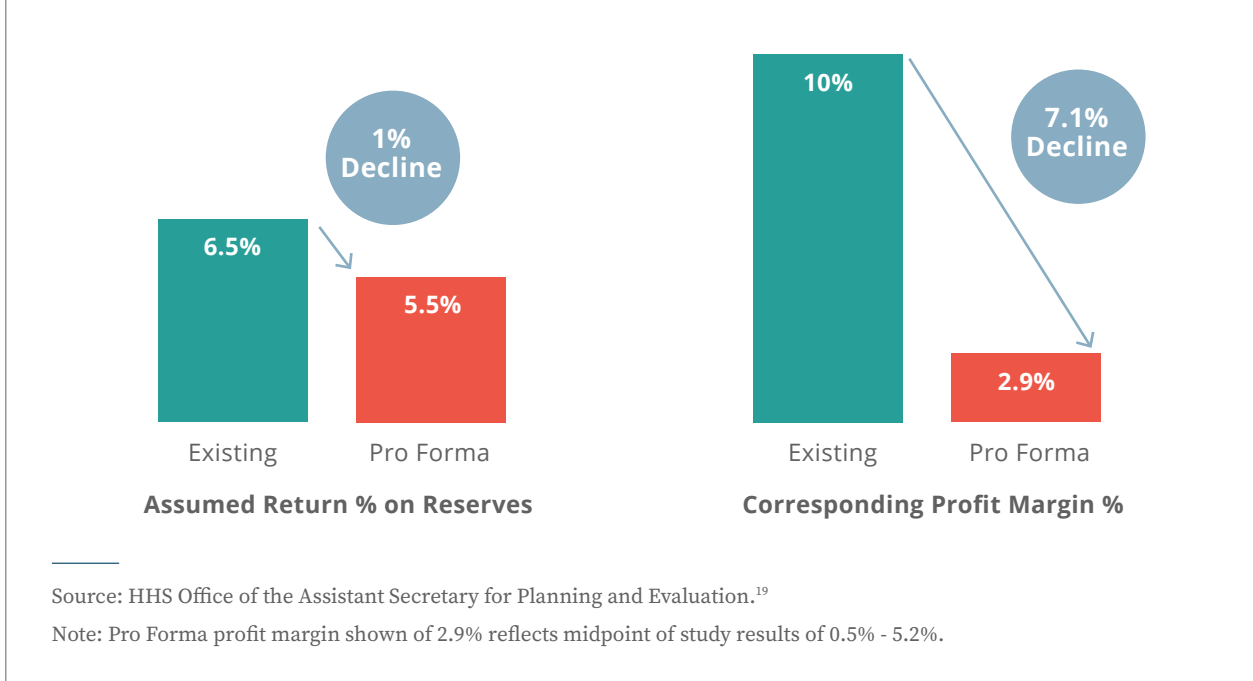 1%
Decline
6.5%
5.5%
Existing
Pro Forma
Assumed Return % on Reserves
10%
7.1%
Decline
2.9%
Existing
Pro Forma
Corresponding Profit Margin %
Source: HHS Office of the Assistant Secretary for Planning and Evaluation.¹⁹
Note: Pro Forma profit margin shown of 2.9% reflects midpoint of study results of 0.5% - 5.2%.